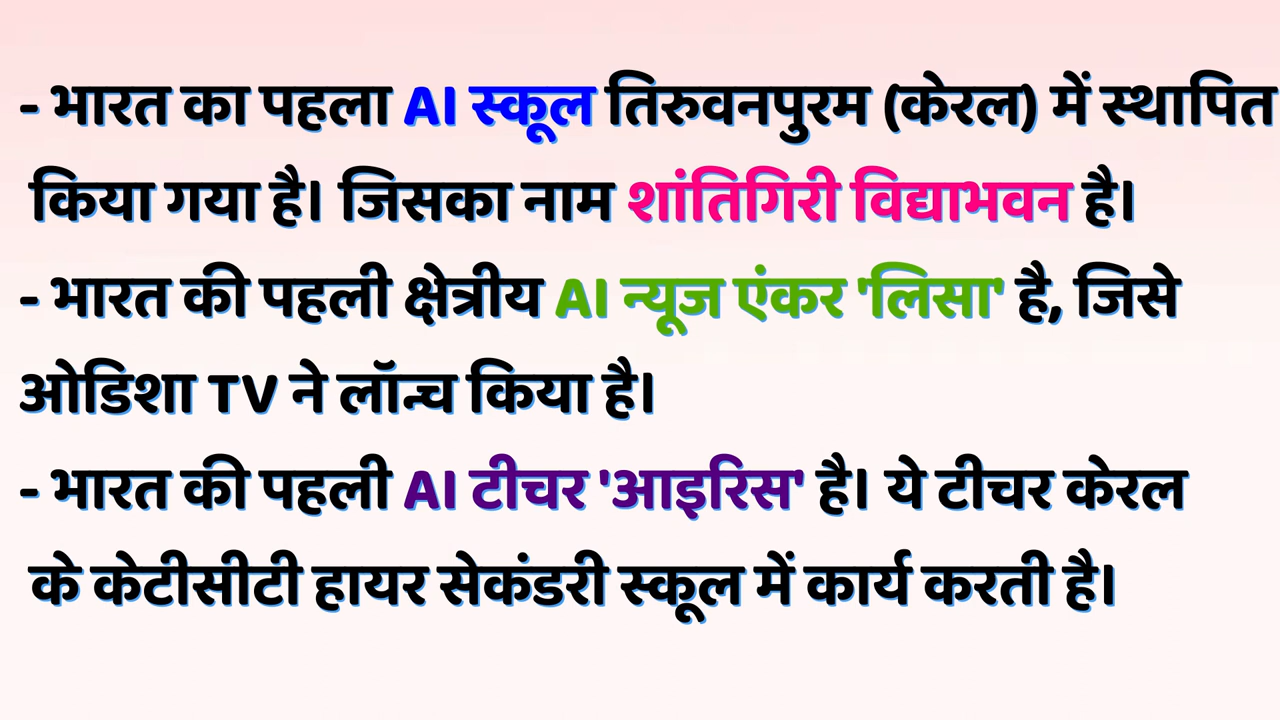 - भारत का पहला AI स्कूल तिरुवनपुरम (केरल) में स्थापित
किया गया है। जिसका नाम शांतिगिरी विद्याभवन है।
- भारत की पहली क्षेत्रीय AI न्यूज एंकर 'लिसा' है, जिसे
ओडिशा TV ने लॉन्च किया है।
- भारत की पहली AI टीचर 'आइरिस' है। ये टीचर केरल
के केटीसीटी हायर सेकंडरी स्कूल में कार्य करती है।